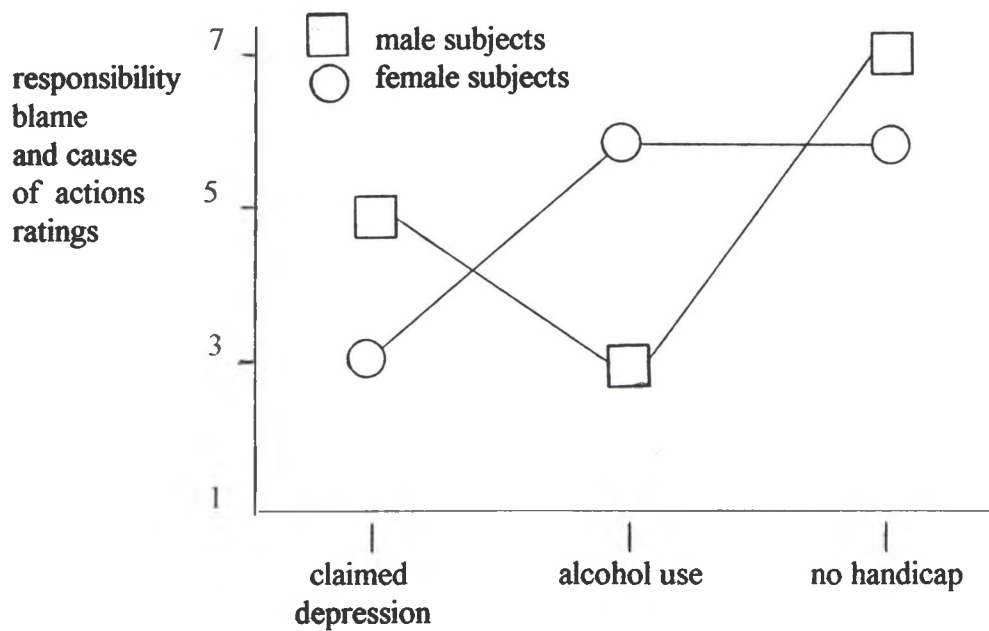 7
male subjects
female subjects
responsibility
blame
and cause
of actions
ratings
5
3
1
claimed
depression
alcohol use
no handicap